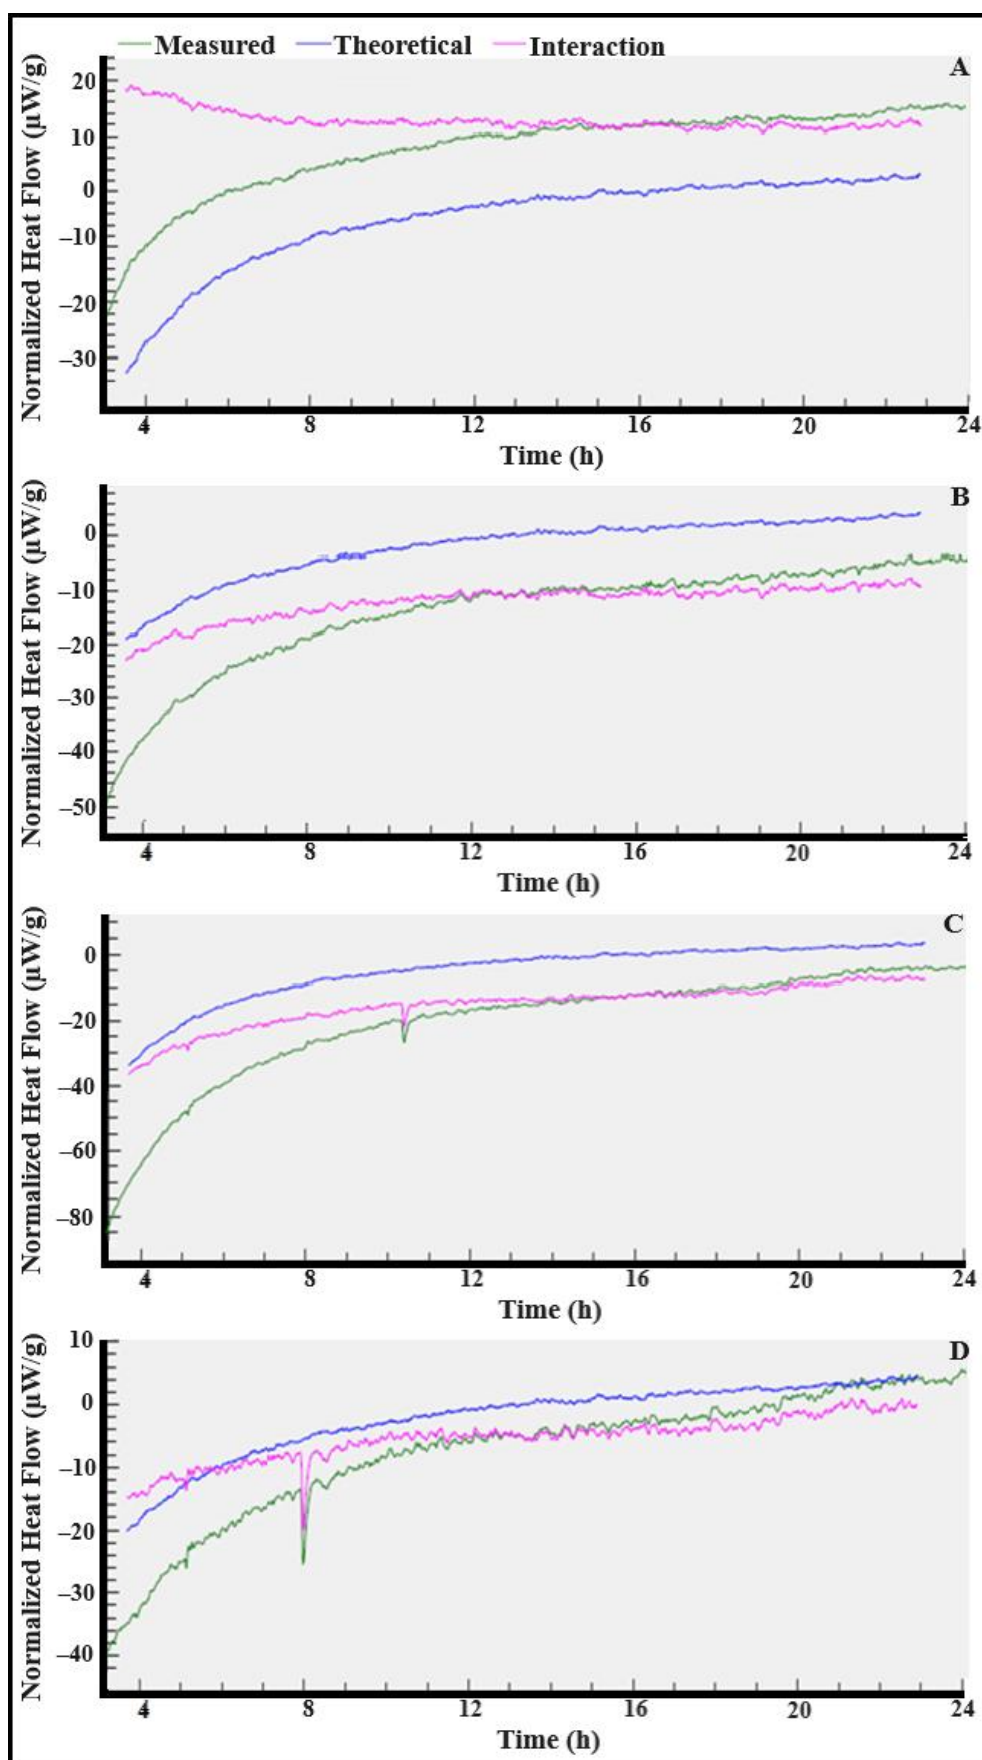 Measured Theoretical Interaction
A
Normalized Heat Flow (µW/g)
20
10
0
–10
–20
–30
4 8 12 16 20 24
Time (h)
B
Normalized Heat Flow (µW/g)
0
–10
–20
–30
–40
–50
4 8 12 16 20 24
Time (h)
C
Normalized Heat Flow (µW/g)
0
–20
–40
–60
–80
4 8 12 16 20 24
Time (h)
D
Normalized Heat Flow (µW/g)
10
0
–10
–20
–30
–40
4 8 12 16 20 24
Time (h)